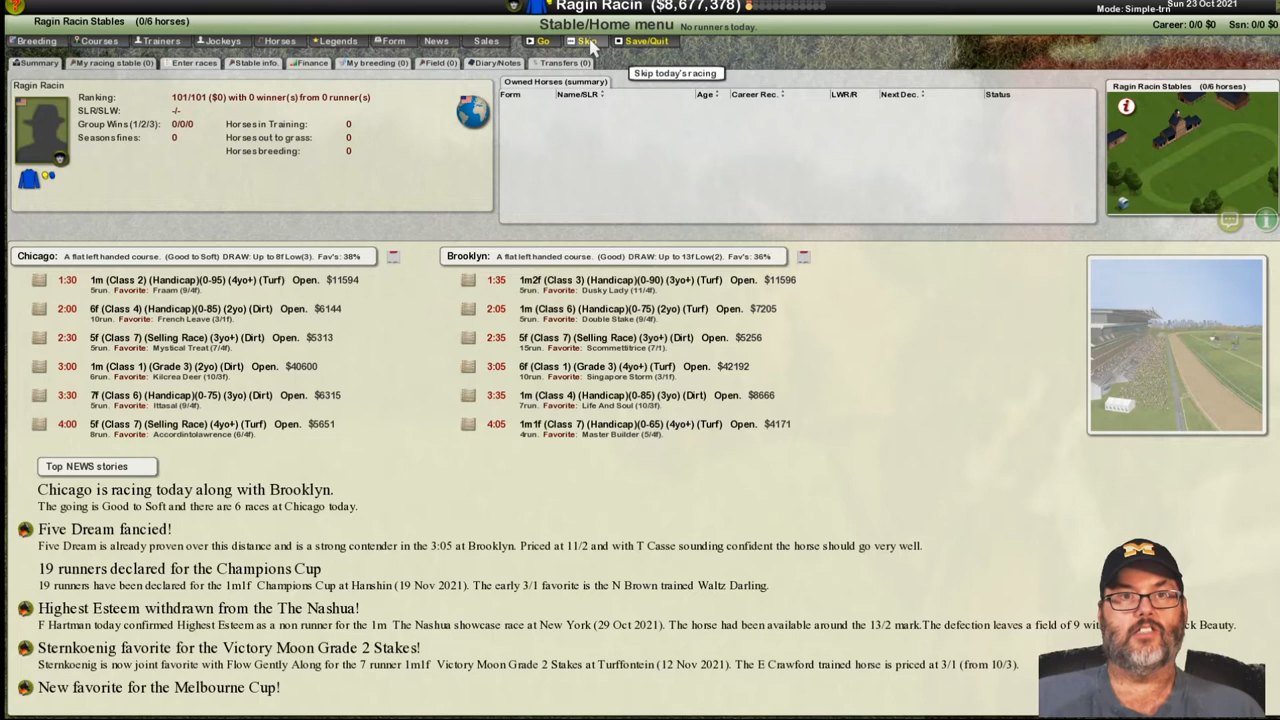 Ragin Racin ($8,677,378)
Mode: Simple-trn
Sun 23 Oct 2021
Ragin Racin Stables (0/6 horses)
Stable/Home menu
No runners today.
Career: 0/0 $0 Ssn: 0/0 $0
Breeding Courses Trainers Jockeys Horses Legends Form News Sales Go Skip Save/Quit
Summary My racing stable (0) Enter races Stable info. Finance My breeding (0) Field (0) Diary/Notes Transfers (0)
Skip today's racing
Ragin Racin
Ranking: 101/101 ($0) with 0 winner(s) from 0 runner(s)
SLR/SLW: -/-
Group Wins (1/2/3): 0/0/0 Horses in Training: 0
Seasons fines: 0 Horses out to grass: 0
Horses breeding: 0
Owned Horses (summary)
Form Name/SLR Age Career Rec. LWR/R Next Dec. Status
Ragin Racin Stables (0/6 horses)
Chicago: A flat left handed course. (Good to Soft) DRAW: Up to 8f Low(3). Fav's: 38%
1:30 1m (Class 2) (Handicap)(0-95) (4yo+) (Turf) Open. $11594
5run. Favorite: Fraam (9/4f).
2:00 6f (Class 4) (Handicap)(0-85) (2yo) (Dirt) Open. $6144
10run. Favorite: French Leave (3/1f).
2:30 5f (Class 7) (Selling Race) (3yo+) (Dirt) Open. $5313
5run. Favorite: Mystical Treat (7/4f).
3:00 1m (Class 1) (Grade 3) (2yo) (Dirt) Open. $40600
6run. Favorite: Kilcrea Deer (10/3f).
3:30 7f (Class 6) (Handicap)(0-75) (3yo) (Dirt) Open. $6315
5run. Favorite: Ittasal (9/4f).
4:00 5f (Class 7) (Selling Race) (4yo+) (Turf) Open. $5651
8run. Favorite: Accordintolawrence (6/4f).
Brooklyn: A flat left handed course. (Good) DRAW: Up to 13f Low(2). Fav's: 36%
1:35 1m2f (Class 3) (Handicap)(0-90) (3yo+) (Turf) Open. $11596
5run. Favorite: Dusky Lady (11/4f).
2:05 1m (Class 6) (Handicap)(0-75) (2yo) (Turf) Open. $7205
5run. Favorite: Double Stake (9/4f).
2:35 5f (Class 7) (Selling Race) (3yo+) (Dirt) Open. $5256
15run. Favorite: Scommettitrice (7/1).
3:05 6f (Class 1) (Grade 3) (4yo+) (Turf) Open. $42192
10run. Favorite: Singapore Storm (3/1f).
3:35 1m (Class 4) (Handicap)(0-85) (3yo) (Dirt) Open. $8666
7run. Favorite: Life And Soul (10/3f).
4:05 1m1f (Class 7) (Handicap)(0-65) (4yo+) (Turf) Open. $4171
4run. Favorite: Master Builder (5/4f).
Top NEWS stories
Chicago is racing today along with Brooklyn.
The going is Good to Soft and there are 6 races at Chicago today.
Five Dream fancied!
Five Dream is already proven over this distance and is a strong contender in the 3:05 at Brooklyn. Priced at 11/2 and with T Casse sounding confident the horse should go very well.
19 runners declared for the Champions Cup
19 runners have been declared for the 1m1f Champions Cup at Hanshin (19 Nov 2021). The early 3/1 favorite is the N Brown trained Waltz Darling.
Highest Esteem withdrawn from the The Nashua!
F Hartman today confirmed Highest Esteem as a non runner for the 1m The Nashua showcase race at New York (29 Oct 2021). The horse had been available around the 13/2 mark.The defection leaves a field of 9 Beauty.
Sternkoenig favorite for the Victory Moon Grade 2 Stakes!
Sternkoenig is now joint favorite with Flow Gently Along for the 7 runner 1m1f Victory Moon Grade 2 Stakes at Turffontein (12 Nov 2021). The E Crawford trained horse is priced at 3/1 (from 10/3).
New favorite for the Melbourne Cup!
M